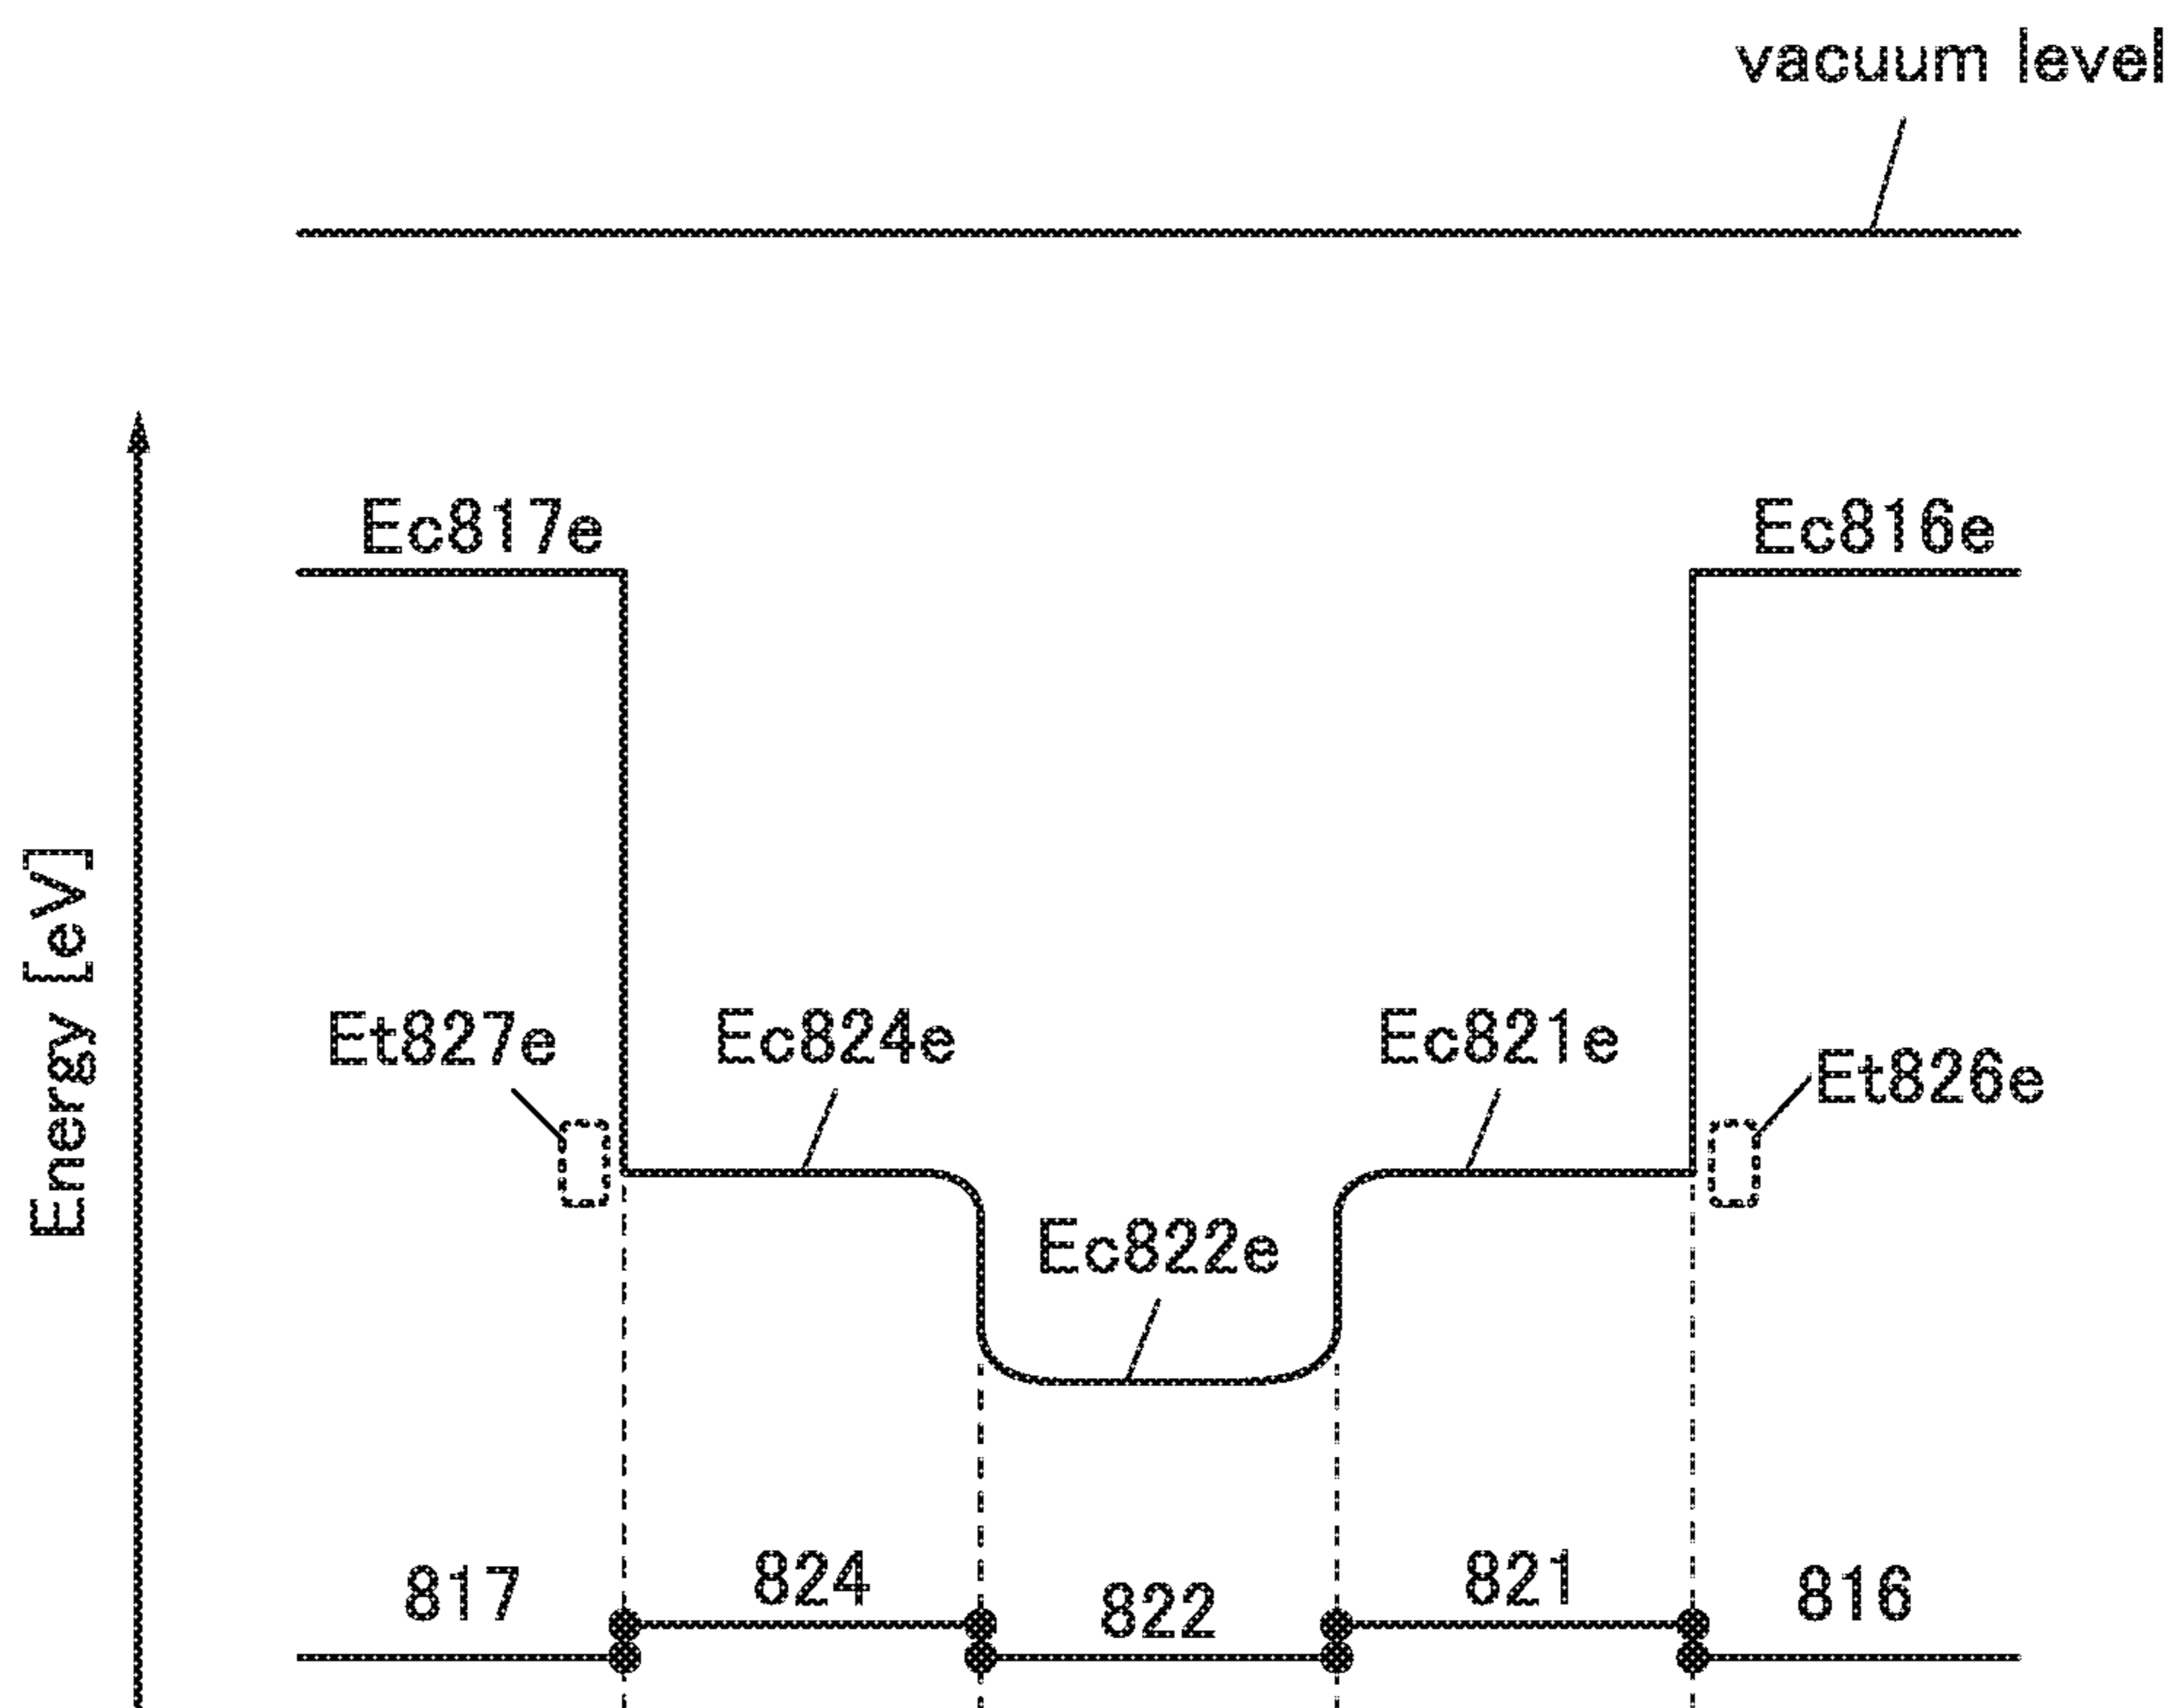 vacuum level
Ec817e
Ec816e
Energy [eV]
Et827e
Ec824e
Ec821e
Et826e
Ec822e
817
824
822
821
816